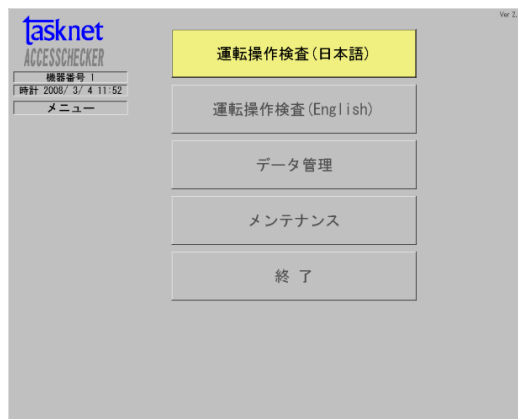 Ver 2.
tasknet
ACCESSCHECKER
機器番号 1
時計 2008/ 3/ 4 11:52
メニュー
運転操作検査(日本語)
運転操作検査(English)
データ管理
メンテナンス
終 了